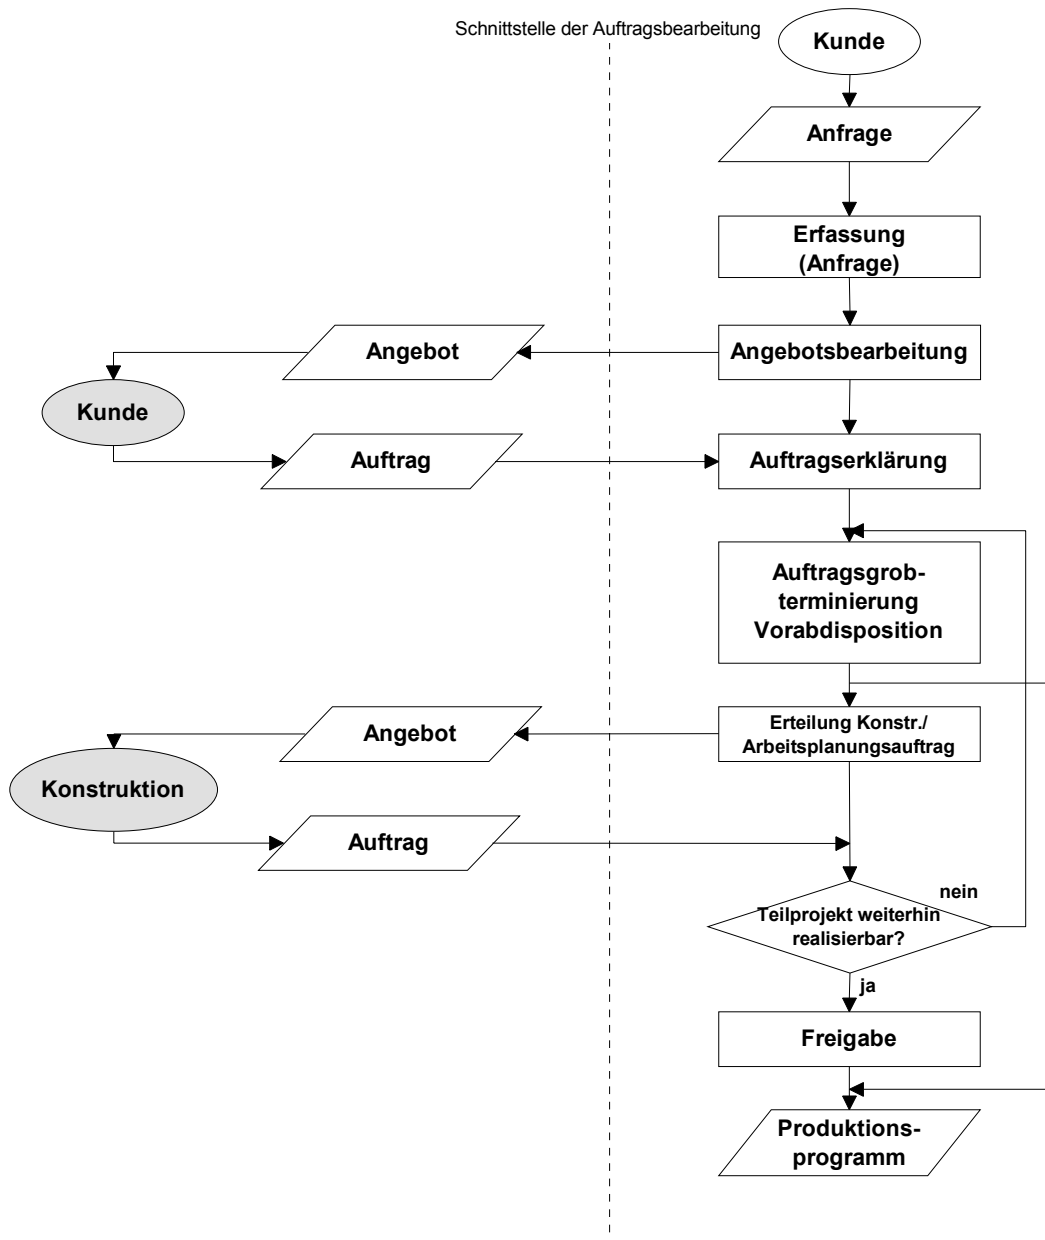 Schnittstelle der Auftragsbearbeitung
Kunde
Anfrage
Erfassung
(Anfrage)
Angebot
Angebotsbearbeitung
Kunde
Auftrag
Auftragserklärung
Auftragsgrob-
terminierung
Vorabdisposition
Angebot
Erteilung Konstr./
Arbeitsplanungsauftrag
Konstruktion
Auftrag
nein
Teilprojekt weiterhin
realisierbar?
ja
Freigabe
Produktions-
programm